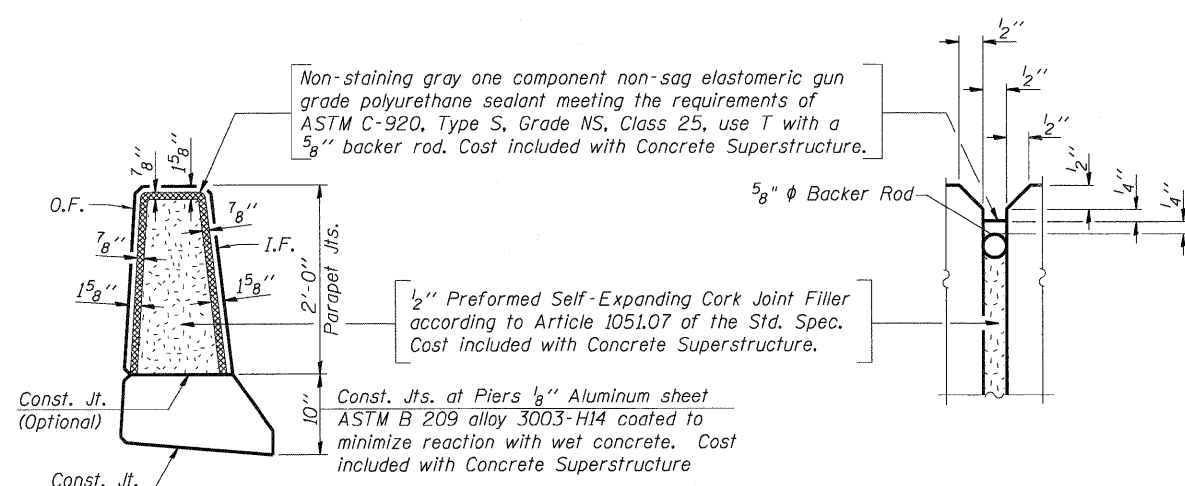 Non-staining gray one component non-sag elastomeric gun
grade polyurethane sealant meeting the requirements of
ASTM C-920, Type S, Grade NS, Class 25, use T with a
5/8" backer rod. Cost included with Concrete Superstructure.
1/2"
1/2"
1/2"
1/2"
1/4"
1/4"
5/8" φ Backer Rod
7/8"
1 5/8"
O.F.
7/8"
7/8"
I.F.
1 5/8"
1 5/8"
2'-0"
Parapet Jts.
1/2" Preformed Self-Expanding Cork Joint Filler
according to Article 1051.07 of the Std. Spec.
Cost included with Concrete Superstructure.
Const. Jt.
(Optional)
10"
Const. Jts. at Piers 1/8" Aluminum sheet
ASTM B 209 alloy 3003-H14 coated to
minimize reaction with wet concrete. Cost
included with Concrete Superstructure
Const. Jt.